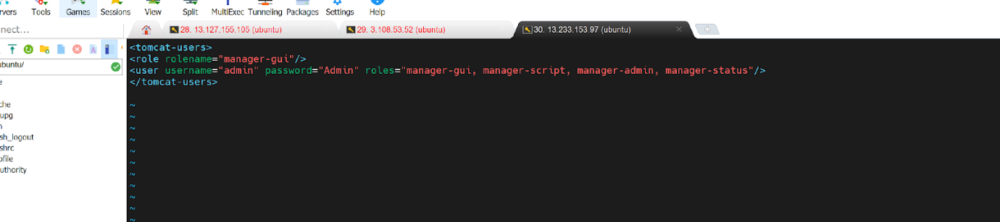 rvers Tools Games Sessions View Split MultiExec Tunneling Packages Settings Help
nect...
28. 13.127.155.105 (ubuntu) 29. 3.108.53.52 (ubuntu) 30. 13.233.153.97 (ubuntu)
ubuntu/
e
che
upg
n
sh_logout
shrc
ofile
uthority
<tomcat-users>
<role rolename="manager-gui"/>
<user username="admin" password="Admin" roles="manager-gui, manager-script, manager-admin, manager-status"/>
</tomcat-users>
~
~
~
~
~
~
~
~
~
~
~